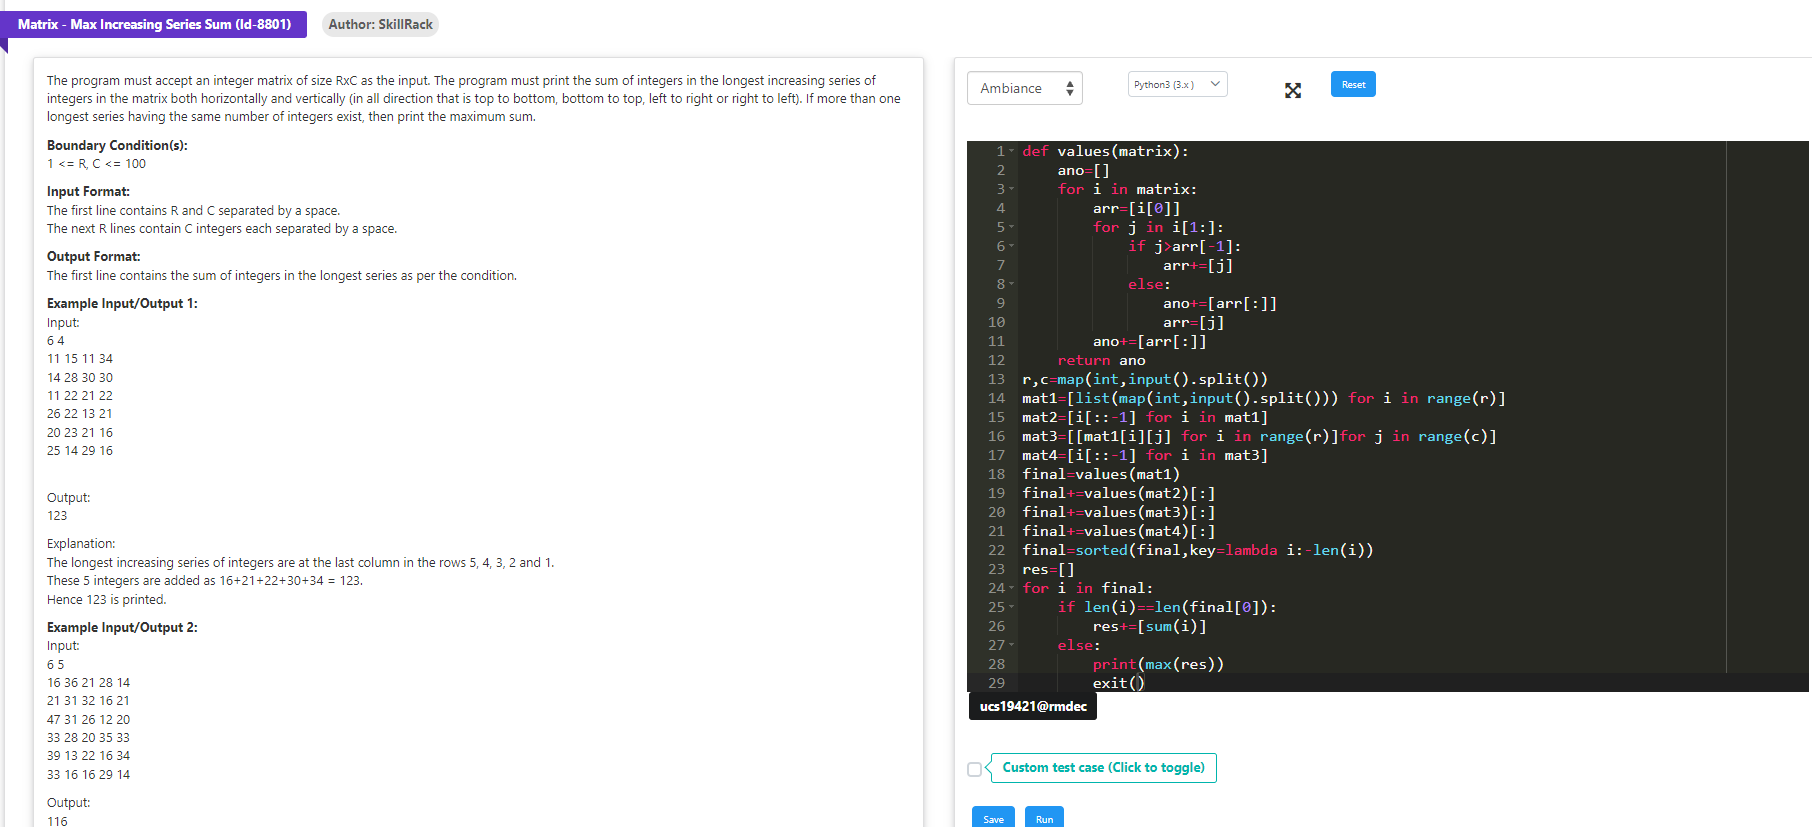 Matrix - Max Increasing Series Sum (Id-8801)
Author: SkillRack
The program must accept an integer matrix of size RxC as the input. The program must print the sum of integers in the longest increasing series of
integers in the matrix both horizontally and vertically (in all direction that is top to bottom, bottom to top, left to right or right to left). If more than one
longest series having the same number of integers exist, then print the maximum sum.
Boundary Condition(s):
1 <= R, C <= 100
Input Format:
The first line contains R and C separated by a space.
The next R lines contain C integers each separated by a space.
Output Format:
The first line contains the sum of integers in the longest series as per the condition.
Example Input/Output 1:
Input:
6 4
11 15 11 34
14 28 30 30
11 22 21 22
26 22 13 21
20 23 21 16
25 14 29 16
Output:
123
Explanation:
The longest increasing series of integers are at the last column in the rows 5, 4, 3, 2 and 1.
These 5 integers are added as 16+21+22+30+34 = 123.
Hence 123 is printed.
Example Input/Output 2:
Input:
6 5
16 36 21 28 14
21 31 32 16 21
47 31 26 12 20
33 28 20 35 33
39 13 22 16 34
33 16 16 29 14
Output:
116
Ambiance
Python3 (3.x)
Reset
1 def values(matrix):
2     ano=[]
3     for i in matrix:
4         arr=[i[0]]
5         for j in i[1:]:
6             if j>arr[-1]:
7                 arr+=[j]
8             else:
9                 ano+=[arr[:]]
10                 arr=[j]
11         ano+=[arr[:]]
12     return ano
13 r,c=map(int,input().split())
14 mat1=[list(map(int,input().split())) for i in range(r)]
15 mat2=[i[::-1] for i in mat1]
16 mat3=[[mat1[i][j] for i in range(r)]for j in range(c)]
17 mat4=[i[::-1] for i in mat3]
18 final=values(mat1)
19 final+=values(mat2)[:]
20 final+=values(mat3)[:]
21 final+=values(mat4)[:]
22 final=sorted(final,key=lambda i:-len(i))
23 res=[]
24 for i in final:
25     if len(i)==len(final[0]):
26         res+=[sum(i)]
27     else:
28         print(max(res))
29         exit()
ucs19421@rmdec
Custom test case (Click to toggle)
Save
Run